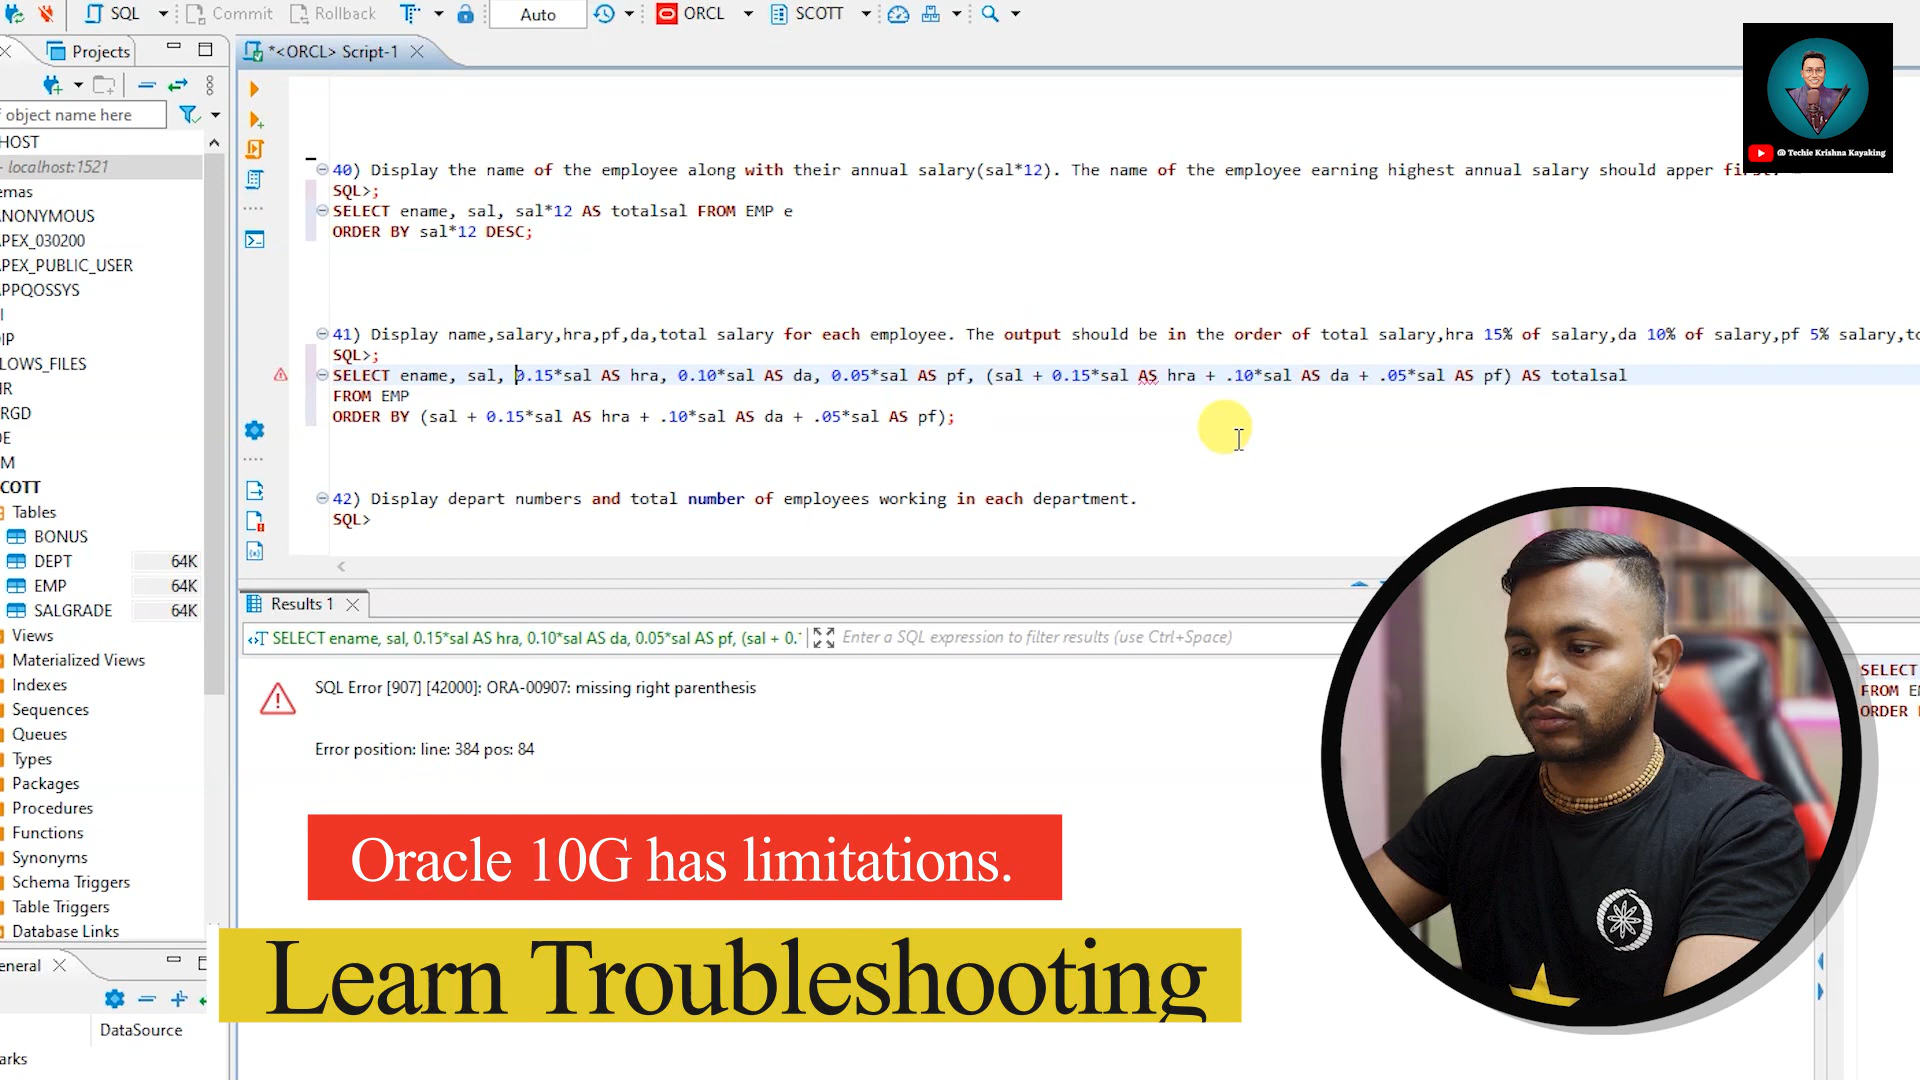 SQL
Commit
Rollback
Auto
ORCL
SCOTT
Projects
*<ORCL> Script-1
object name here
HOST
- localhost:1521
emas
ANONYMOUS
APEX_030200
PEX_PUBLIC_USER
APPQOSSYS
LOWS_FILES
COTT
Tables
BONUS
DEPT 64K
EMP 64K
SALGRADE 64K
Views
Materialized Views
Indexes
Sequences
Queues
Types
Packages
Procedures
Functions
Synonyms
Schema Triggers
Table Triggers
Database Links
eneral
DataSource
arks
40) Display the name of the employee along with their annual salary(sal*12). The name of the employee earning highest annual salary should apper first.
SQL>;
SELECT ename, sal, sal*12 AS totalsal FROM EMP e
ORDER BY sal*12 DESC;
41) Display name,salary,hra,pf,da,total salary for each employee. The output should be in the order of total salary,hra 15% of salary,da 10% of salary,pf 5% salary,to
SQL>;
SELECT ename, sal, 0.15*sal AS hra, 0.10*sal AS da, 0.05*sal AS pf, (sal + 0.15*sal AS hra + .10*sal AS da + .05*sal AS pf) AS totalsal
FROM EMP
ORDER BY (sal + 0.15*sal AS hra + .10*sal AS da + .05*sal AS pf);
42) Display depart numbers and total number of employees working in each department.
SQL>
Results 1
SELECT ename, sal, 0.15*sal AS hra, 0.10*sal AS da, 0.05*sal AS pf, (sal + 0.
Enter a SQL expression to filter results (use Ctrl+Space)
SQL Error [907] [42000]: ORA-00907: missing right parenthesis
Error position: line: 384 pos: 84
SELECT
FROM E
ORDER
Oracle 10G has limitations.
Learn Troubleshooting
@ Techie Krishna Kayaking